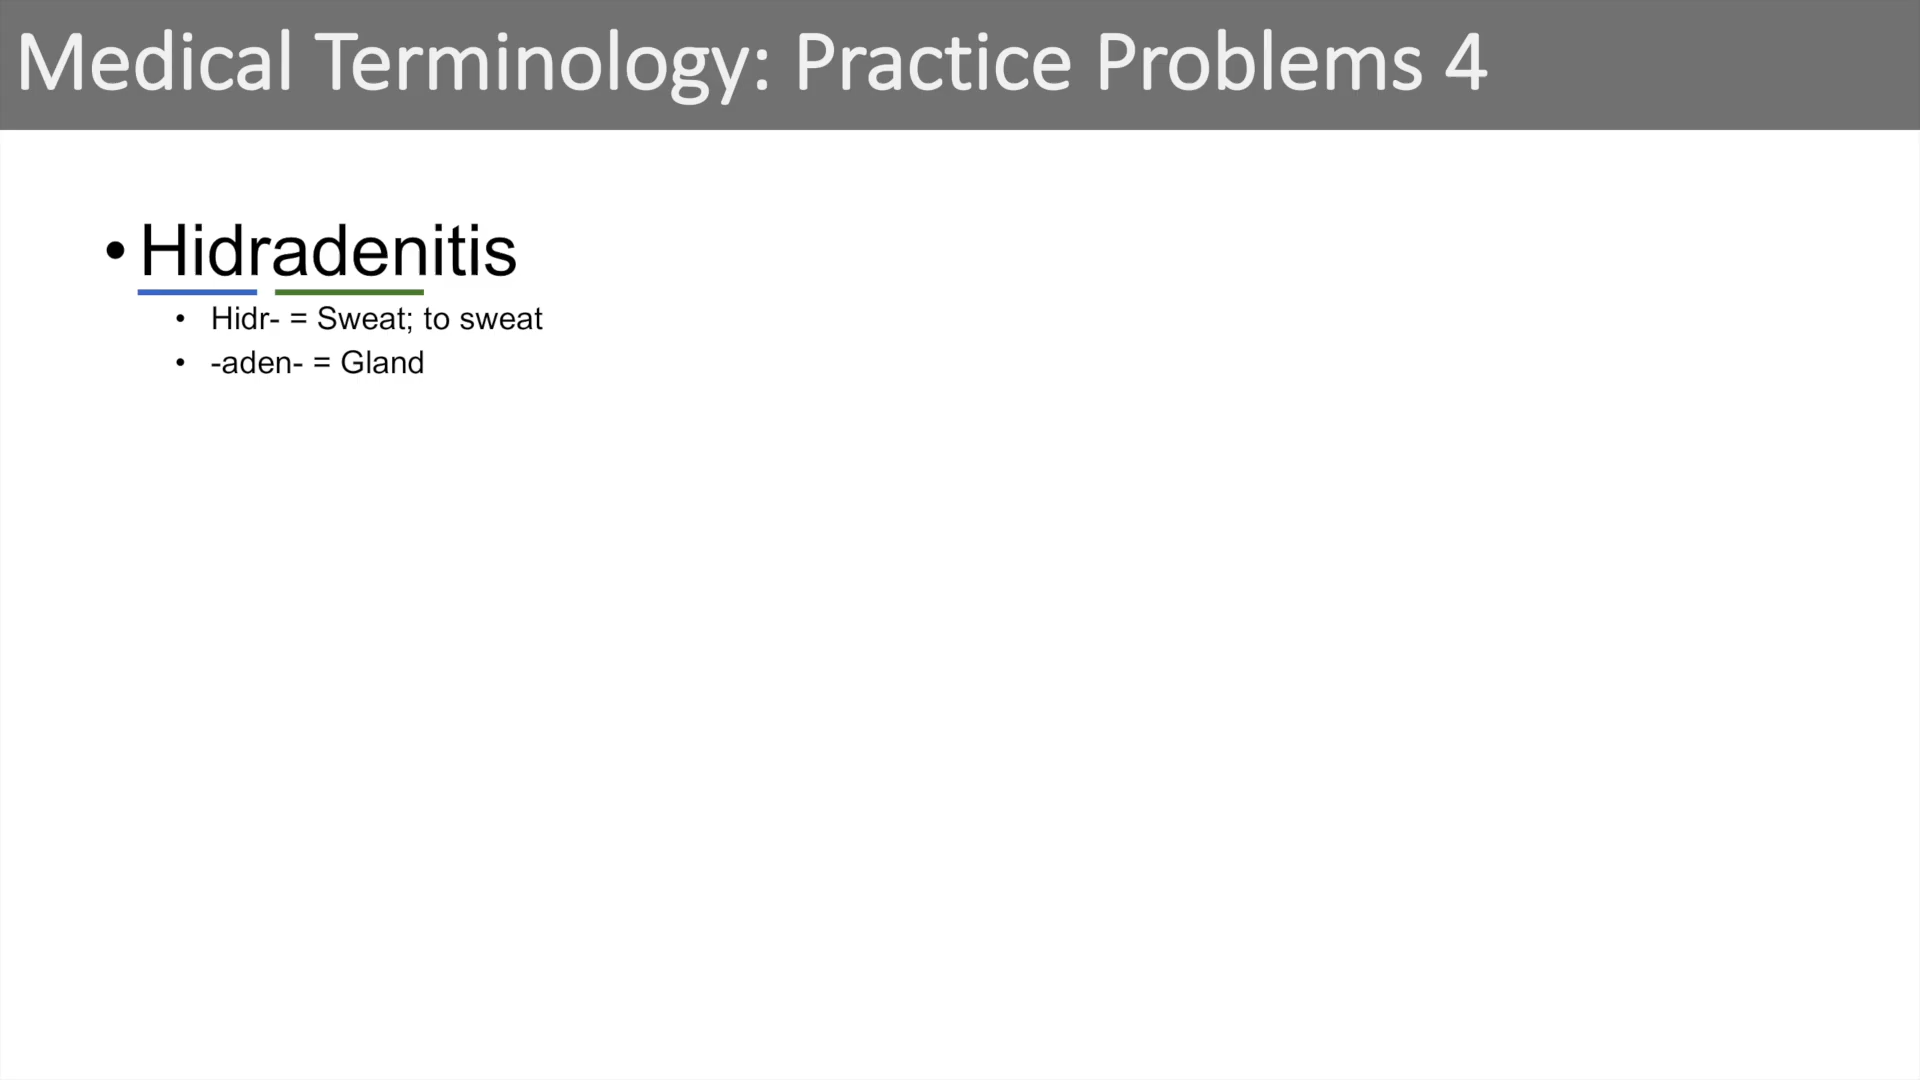 Medical Terminology: Practice Problems 4
• Hidradenitis
• Hidr- = Sweat; to sweat
• -aden- = Gland